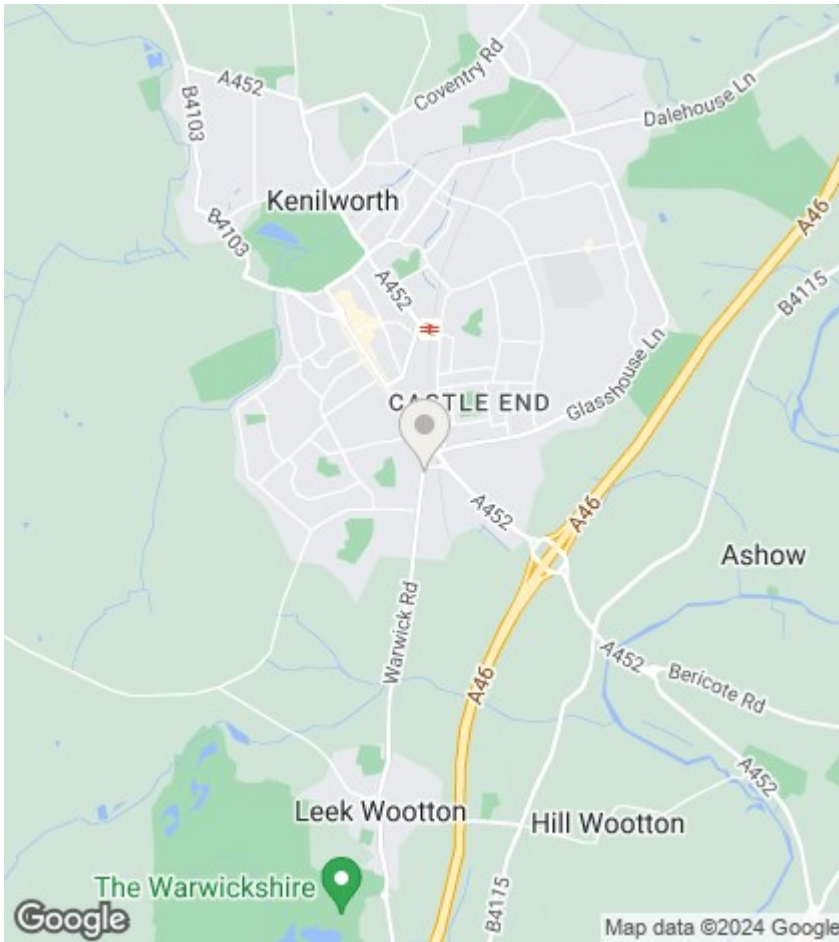 A452
Coventry Rd
B4103
Dalehouse Ln
Kenilworth
A46
B4103
A452
B4115
Glasshouse Ln
CASTLE END
A452
A46
Ashow
Warwick Rd
A452
Bericote Rd
A46
A452
Leek Wootton
Hill Wootton
The Warwickshire
B4115
Google
Map data ©2024 Google